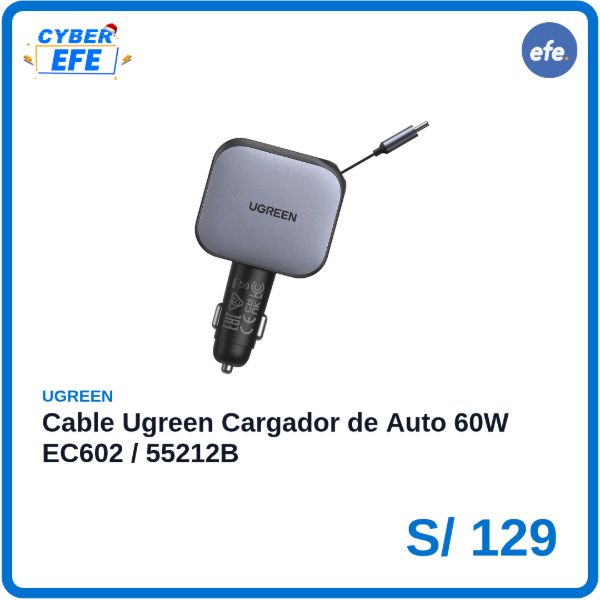 CYBER
EFE
efe.
UGREEN
UGREEN
Cable Ugreen Cargador de Auto 60W
EC602 / 55212B
S/ 129